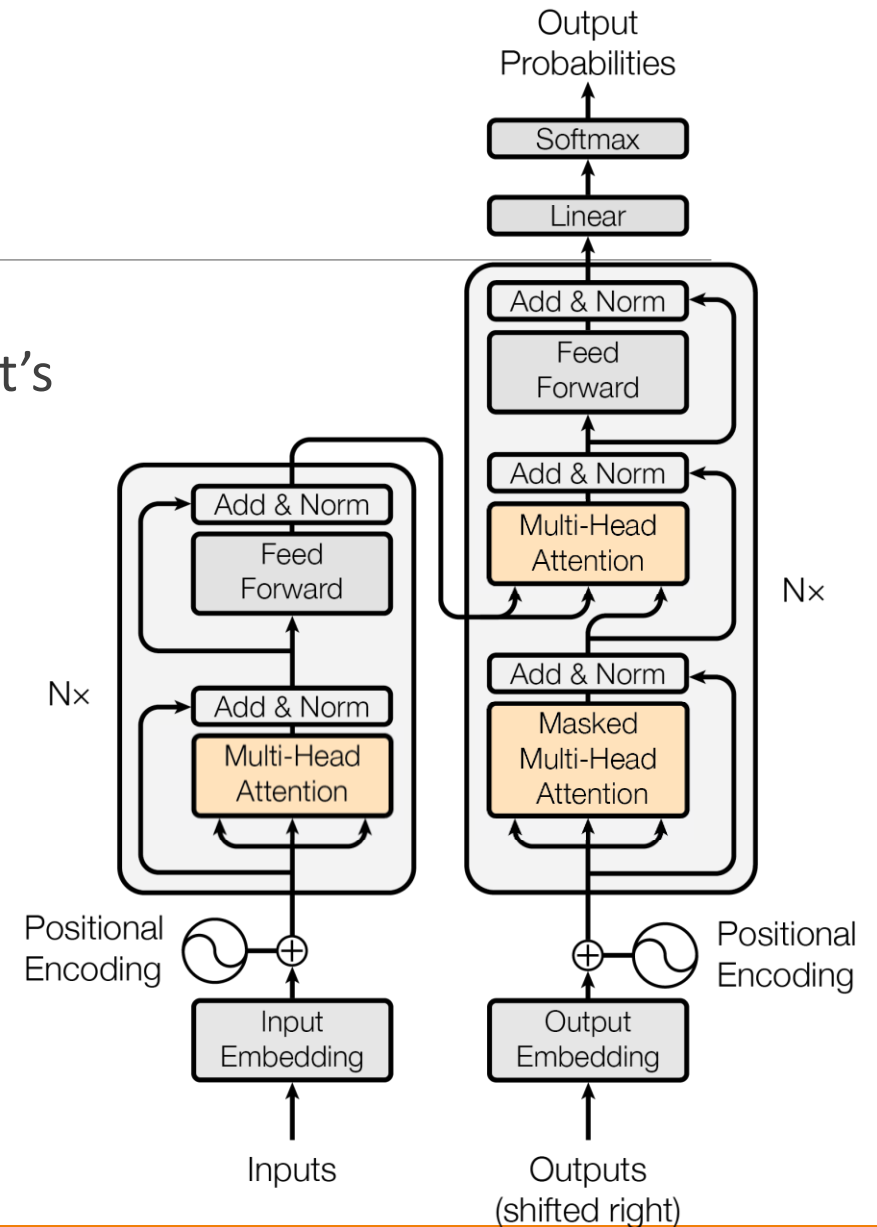 Output
Probabilities
Softmax
Linear
Add & Norm
Feed
Forward
Add & Norm
Multi-Head
Attention
Add & Norm
Masked
Multi-Head
Attention
Nx
Positional
Encoding
Output
Embedding
Outputs
(shifted right)
t's
Add & Norm
Feed
Forward
Add & Norm
Multi-Head
Attention
Nx
Positional
Encoding
Input
Embedding
Inputs